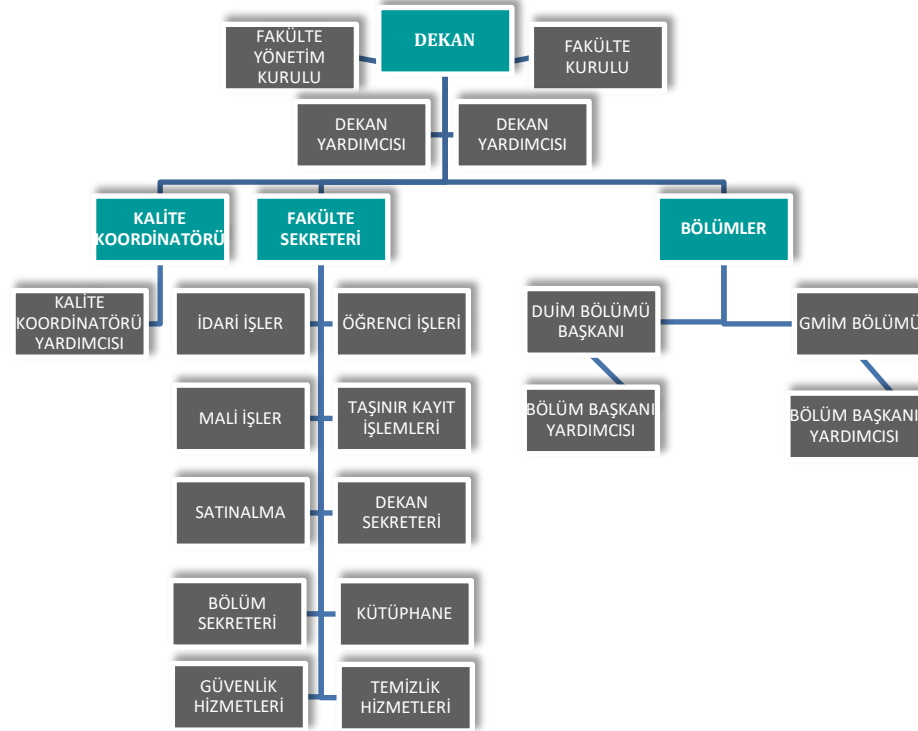 FAKÜLTE
YÖNETİM
KURULU
DEKAN
FAKÜLTE
KURULU
DEKAN
YARDIMCISI
DEKAN
YARDIMCISI
KALİTE
KOORDİNATÖRÜ
FAKÜLTE
SEKRETERİ
BÖLÜMLER
KALİTE
KOORDİNATÖRÜ
YARDIMCISI
İDARİ İŞLER
ÖĞRENCİ İŞLERİ
DUİM BÖLÜMÜ
BAŞKANI
GMİM BÖLÜMÜ
MALİ İŞLER
TAŞINIR KAYIT
İŞLEMLERİ
BÖLÜM BAŞKANI
YARDIMCISI
BÖLÜM BAŞKANI
YARDIMCISI
SATINALMA
DEKAN
SEKRETERİ
BÖLÜM
SEKRETERİ
KÜTÜPHANE
GÜVENLİK
HİZMETLERİ
TEMİZLİK
HİZMETLERİ